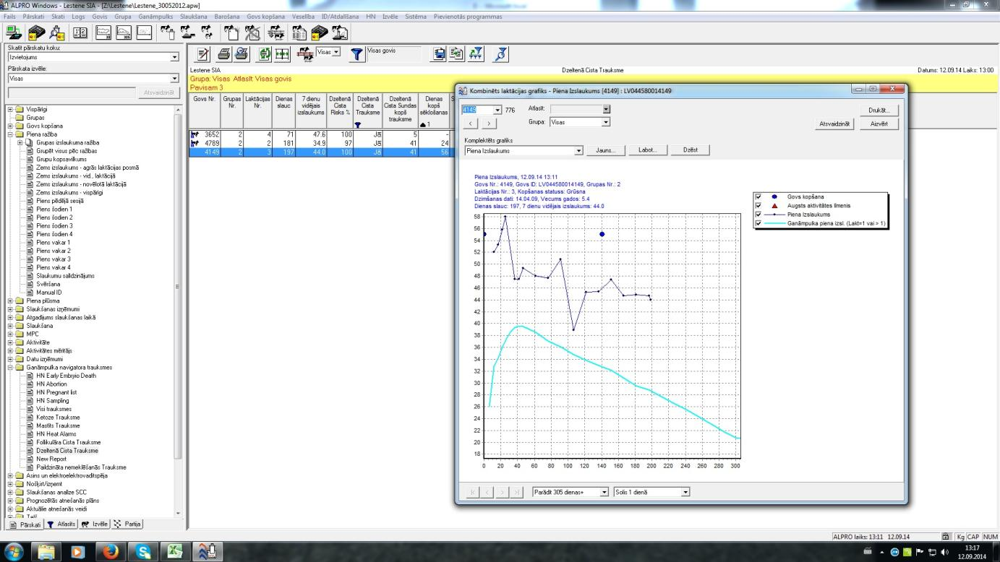 ALPRO Windows - Lestene SIA - [Z:\Lestene\Lestene_30052012.apw]
Fails Pārskati Skati Logs Govis Grupa Ganāmpulks Slaukšana Barošana Govs kopšana Veselība ID/Atdalīšana HN Izvēle Sistēma Pievienotās programmas
Skatīt pārskatu koku:
Izvietojums
Pārskata izvēle:
Visas
Atsvaidzināt
Vispārīgi
Grupas
Govs kopšana
Piena ražība
Grupas izslaukuma ražība
Grupēt visus pēc ražības
Grupu kopsavilkums
Zems izslaukums - agrās laktācijas posmā
Zems izslaukums - vid., laktācijā
Zems izslaukums - novēlotā laktācijā
Zems izslaukums - vispārīgi
Piens pēdējā sesijā
Piens šodien 1
Piens šodien 2
Piens šodien 3
Piens šodien 4
Piens vakar 1
Piens vakar 2
Piens vakar 3
Piens vakar 4
Slaukumu salīdzinājums
Svēršana
Manual ID
Piena plūsma
Slaukšanas izņēmumi
Atgadījums slaukšanas laikā
Slaukšana
MPC
Aktivitāte
Aktivitātes mērītājs
Datu izņēmumi
Ganāmpulka navigatora trauksmes
HN Early Embryio Death
HN Abortion
HN Pregnant list
HN Sampling
Visi trauksmes
Ketoze Trauksme
Mastīts Trauksme
HN Heat Alarms
Follikulāra Cista Trauksme
Dzeltenā Cista Trauksme
New Report
Paildzināta nemeklēšanās Trauksme
Asins un elektroelektrovadītspēja
Nošķirt/izņemt
Slaukšanas analīze SCC
Prognozētās atnešanās plāns
Aktuālie atnešanās veidi
Pārskati Atlasīts Izvēle Partija
Visas Visas govis
Lestene SIA Dzeltenā Cista Trauksme Datums: 12.09.14 Laiks: 13:00
Grupa: Visas Atlasīt: Visas govis
Pavisam 3
Govs Nr. Grupas Nr. Laktācijas Nr. Dienas slauc 7 dienu vidējais izslaukums Dzeltenā Cista Risks % Dzeltenā Cista Trauksme Dzeltenā Cista Sundas kopš trauksme Dienas kopš sēklošanas
1
3652 2 4 71 47.6 100 Jā 5 -
4789 2 2 181 34.9 97 Jā 41 24
4149 2 3 197 44.0 100 Jā 41 56
Kombinēts laktācijas grafiks - Piena Izslaukums [4149] : LV044580014149
4149 776 Atlasīt: Drukāt...
< > Grupa: Visas Atsvaidzināt Aizvērt
Komplektēts grafiks
Piena Izslaukums Jauns... Labot... Dzēst
Piena Izslaukums, 12.09.14 13:11
Govs Nr.: 4149, Govs ID: LV044580014149, Grupas Nr.: 2
Laktācijas Nr.: 3, Kopšanas statuss: Grūsna
Dzimšanas dati: 14.04.09, Vecums gados: 5.4
Dienas slauc: 197, 7 dienu vidējais izslaukums: 44.0
Govs kopšana
Augsts aktivitātes līmenis
Piena Izslaukums
Ganāmpulka piena izsl. (Lakt=1 vai > 1)
58
56
54
52
50
48
46
44
42
40
38
36
34
32
30
28
26
24
22
20
18
0 20 40 60 80 100 120 140 160 180 200 220 240 260 280 300
Parādīt 305 dienas+ Solis 1 dienā
ALPRO laiks: 13:11 12.09.14 Kg CAP NUM
13:17
12.09.2014